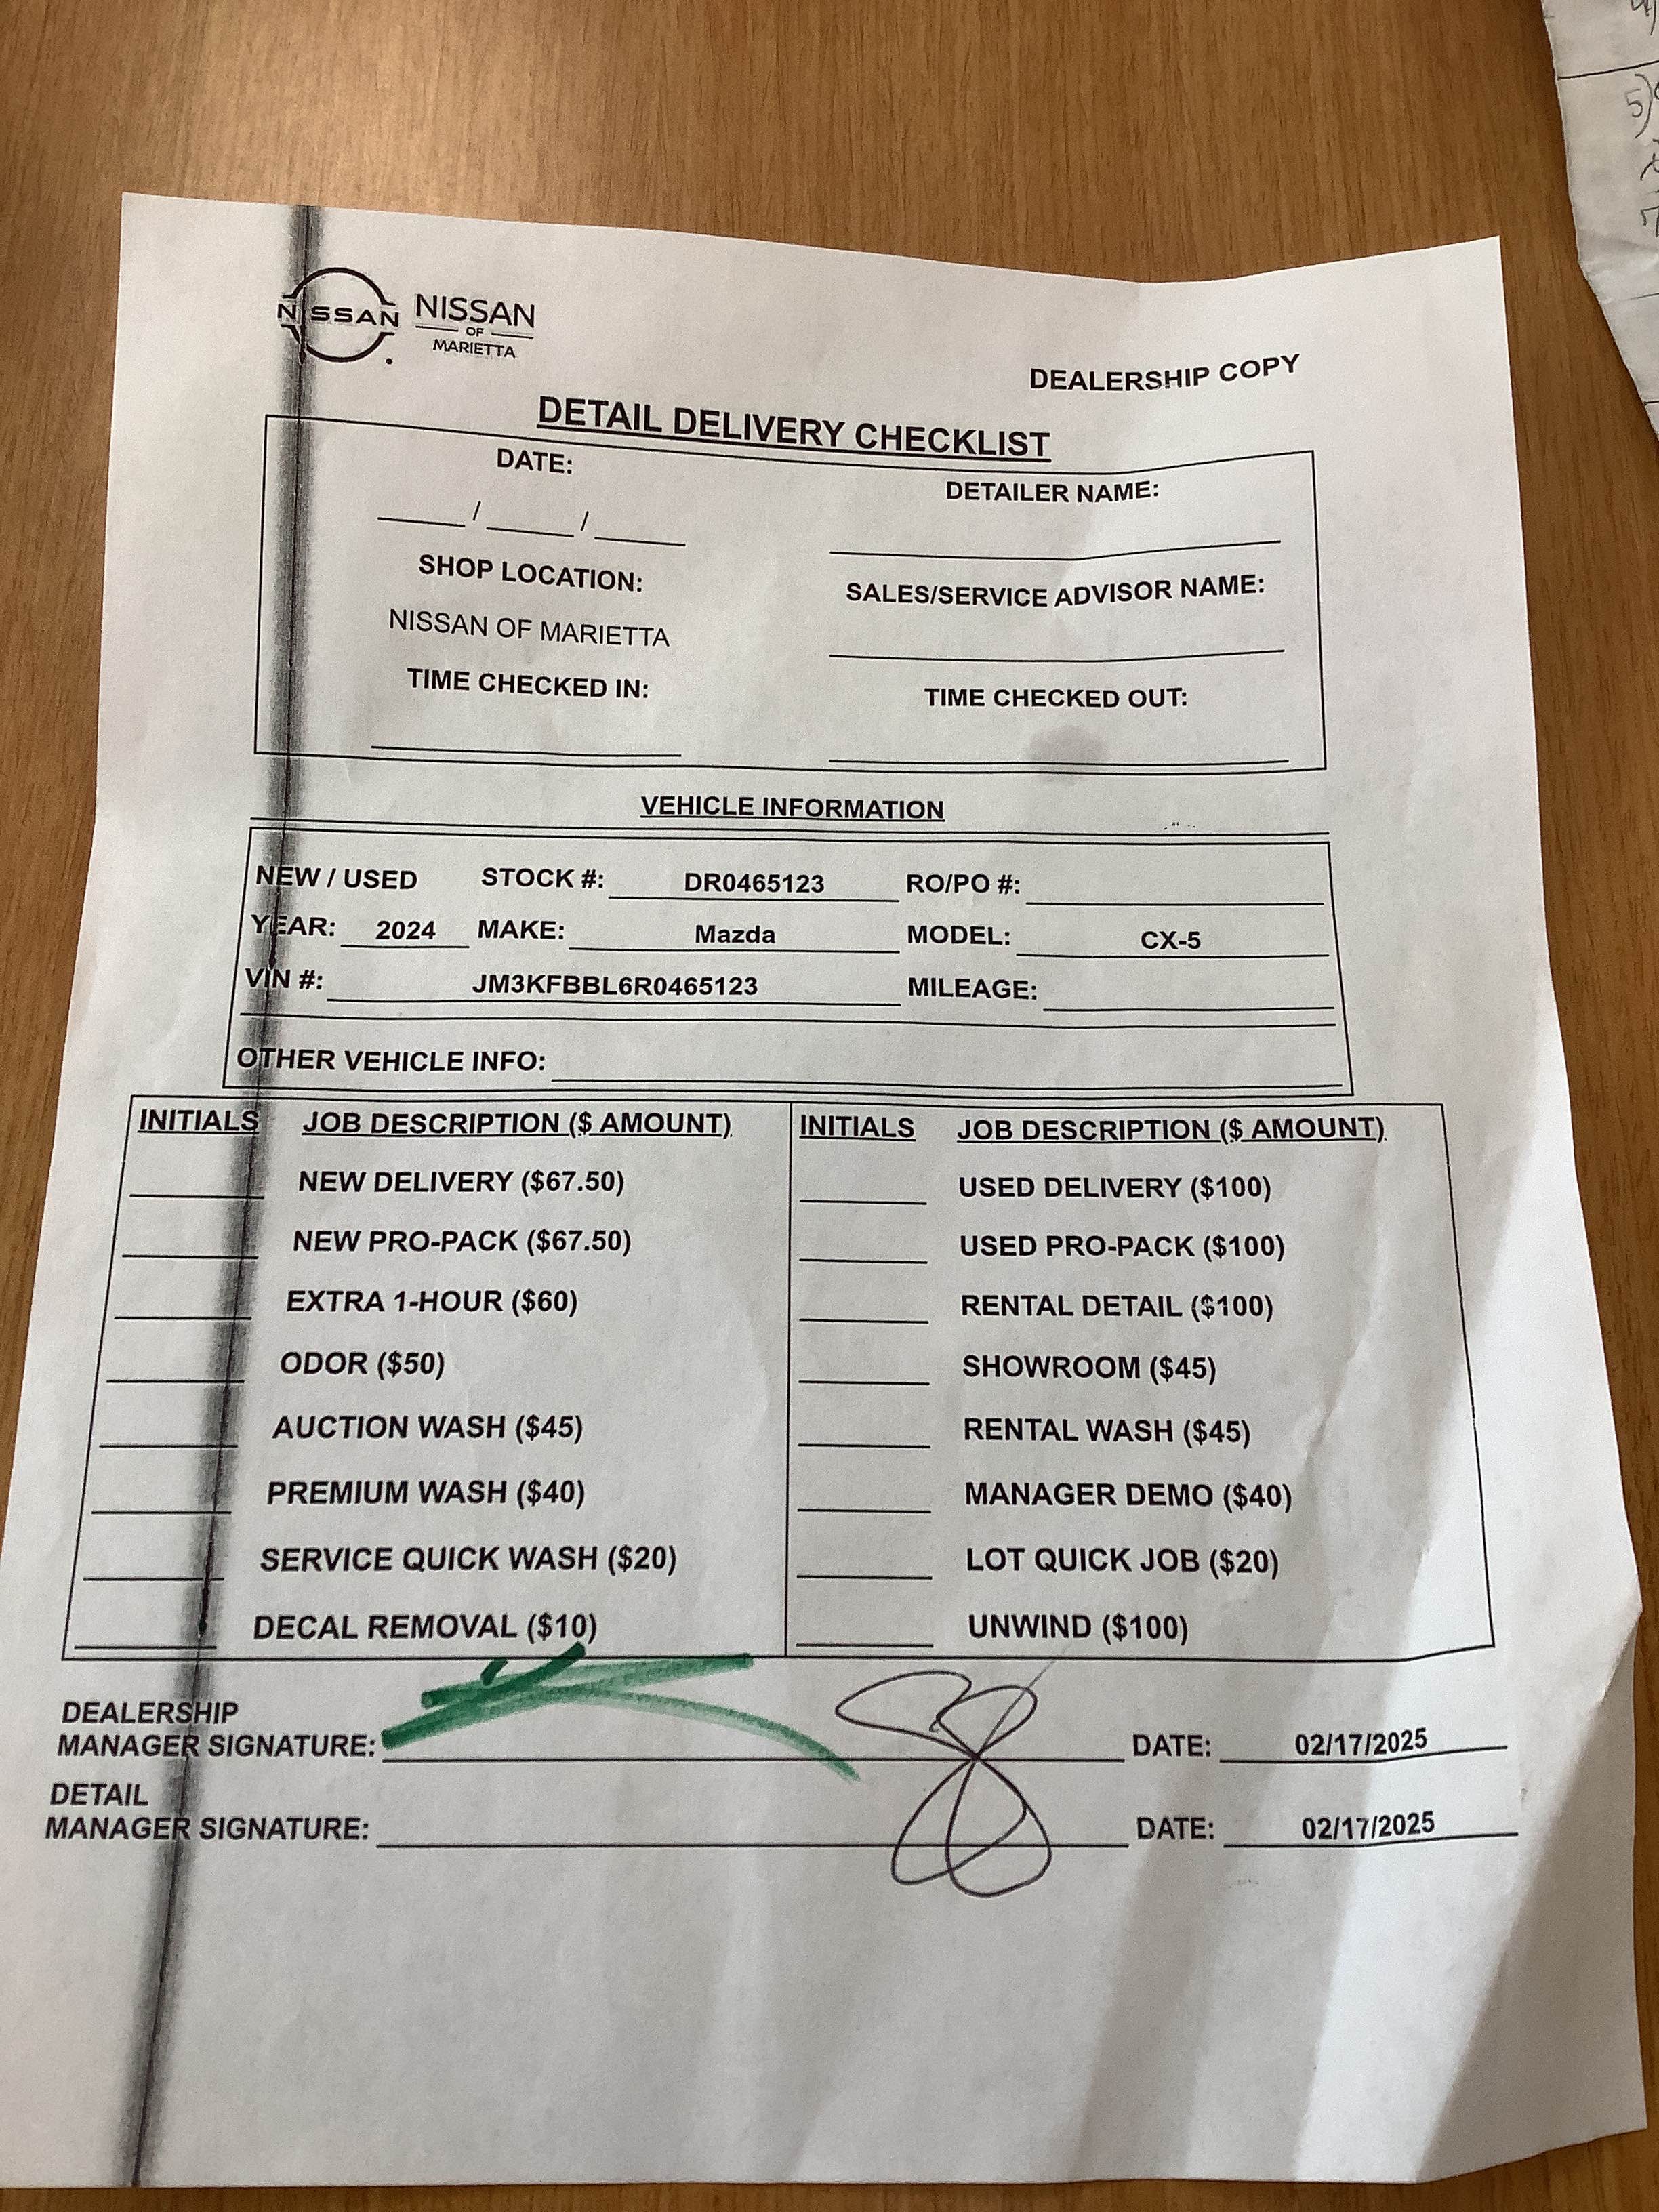 NISSAN
NISSAN
OF
MARIETTA
DEALERSHIP COPY
DETAIL DELIVERY CHECKLIST
DATE: DETAILER NAME:
____ / ____ / ____
SHOP LOCATION: SALES/SERVICE ADVISOR NAME:
NISSAN OF MARIETTA
TIME CHECKED IN: TIME CHECKED OUT:
VEHICLE INFORMATION
NEW / USED STOCK #: DR0465123 RO/PO #:
YEAR: 2024 MAKE: Mazda MODEL: CX-5
VIN #: JM3KFBBL6R0465123 MILEAGE:
OTHER VEHICLE INFO:
INITIALS JOB DESCRIPTION ($ AMOUNT) INITIALS JOB DESCRIPTION ($ AMOUNT)
NEW DELIVERY ($67.50) USED DELIVERY ($100)
NEW PRO-PACK ($67.50) USED PRO-PACK ($100)
EXTRA 1-HOUR ($60) RENTAL DETAIL ($100)
ODOR ($50) SHOWROOM ($45)
AUCTION WASH ($45) RENTAL WASH ($45)
PREMIUM WASH ($40) MANAGER DEMO ($40)
SERVICE QUICK WASH ($20) LOT QUICK JOB ($20)
DECAL REMOVAL ($10) UNWIND ($100)
DEALERSHIP
MANAGER SIGNATURE: DATE: 02/17/2025
DETAIL
MANAGER SIGNATURE: DATE: 02/17/2025
5)